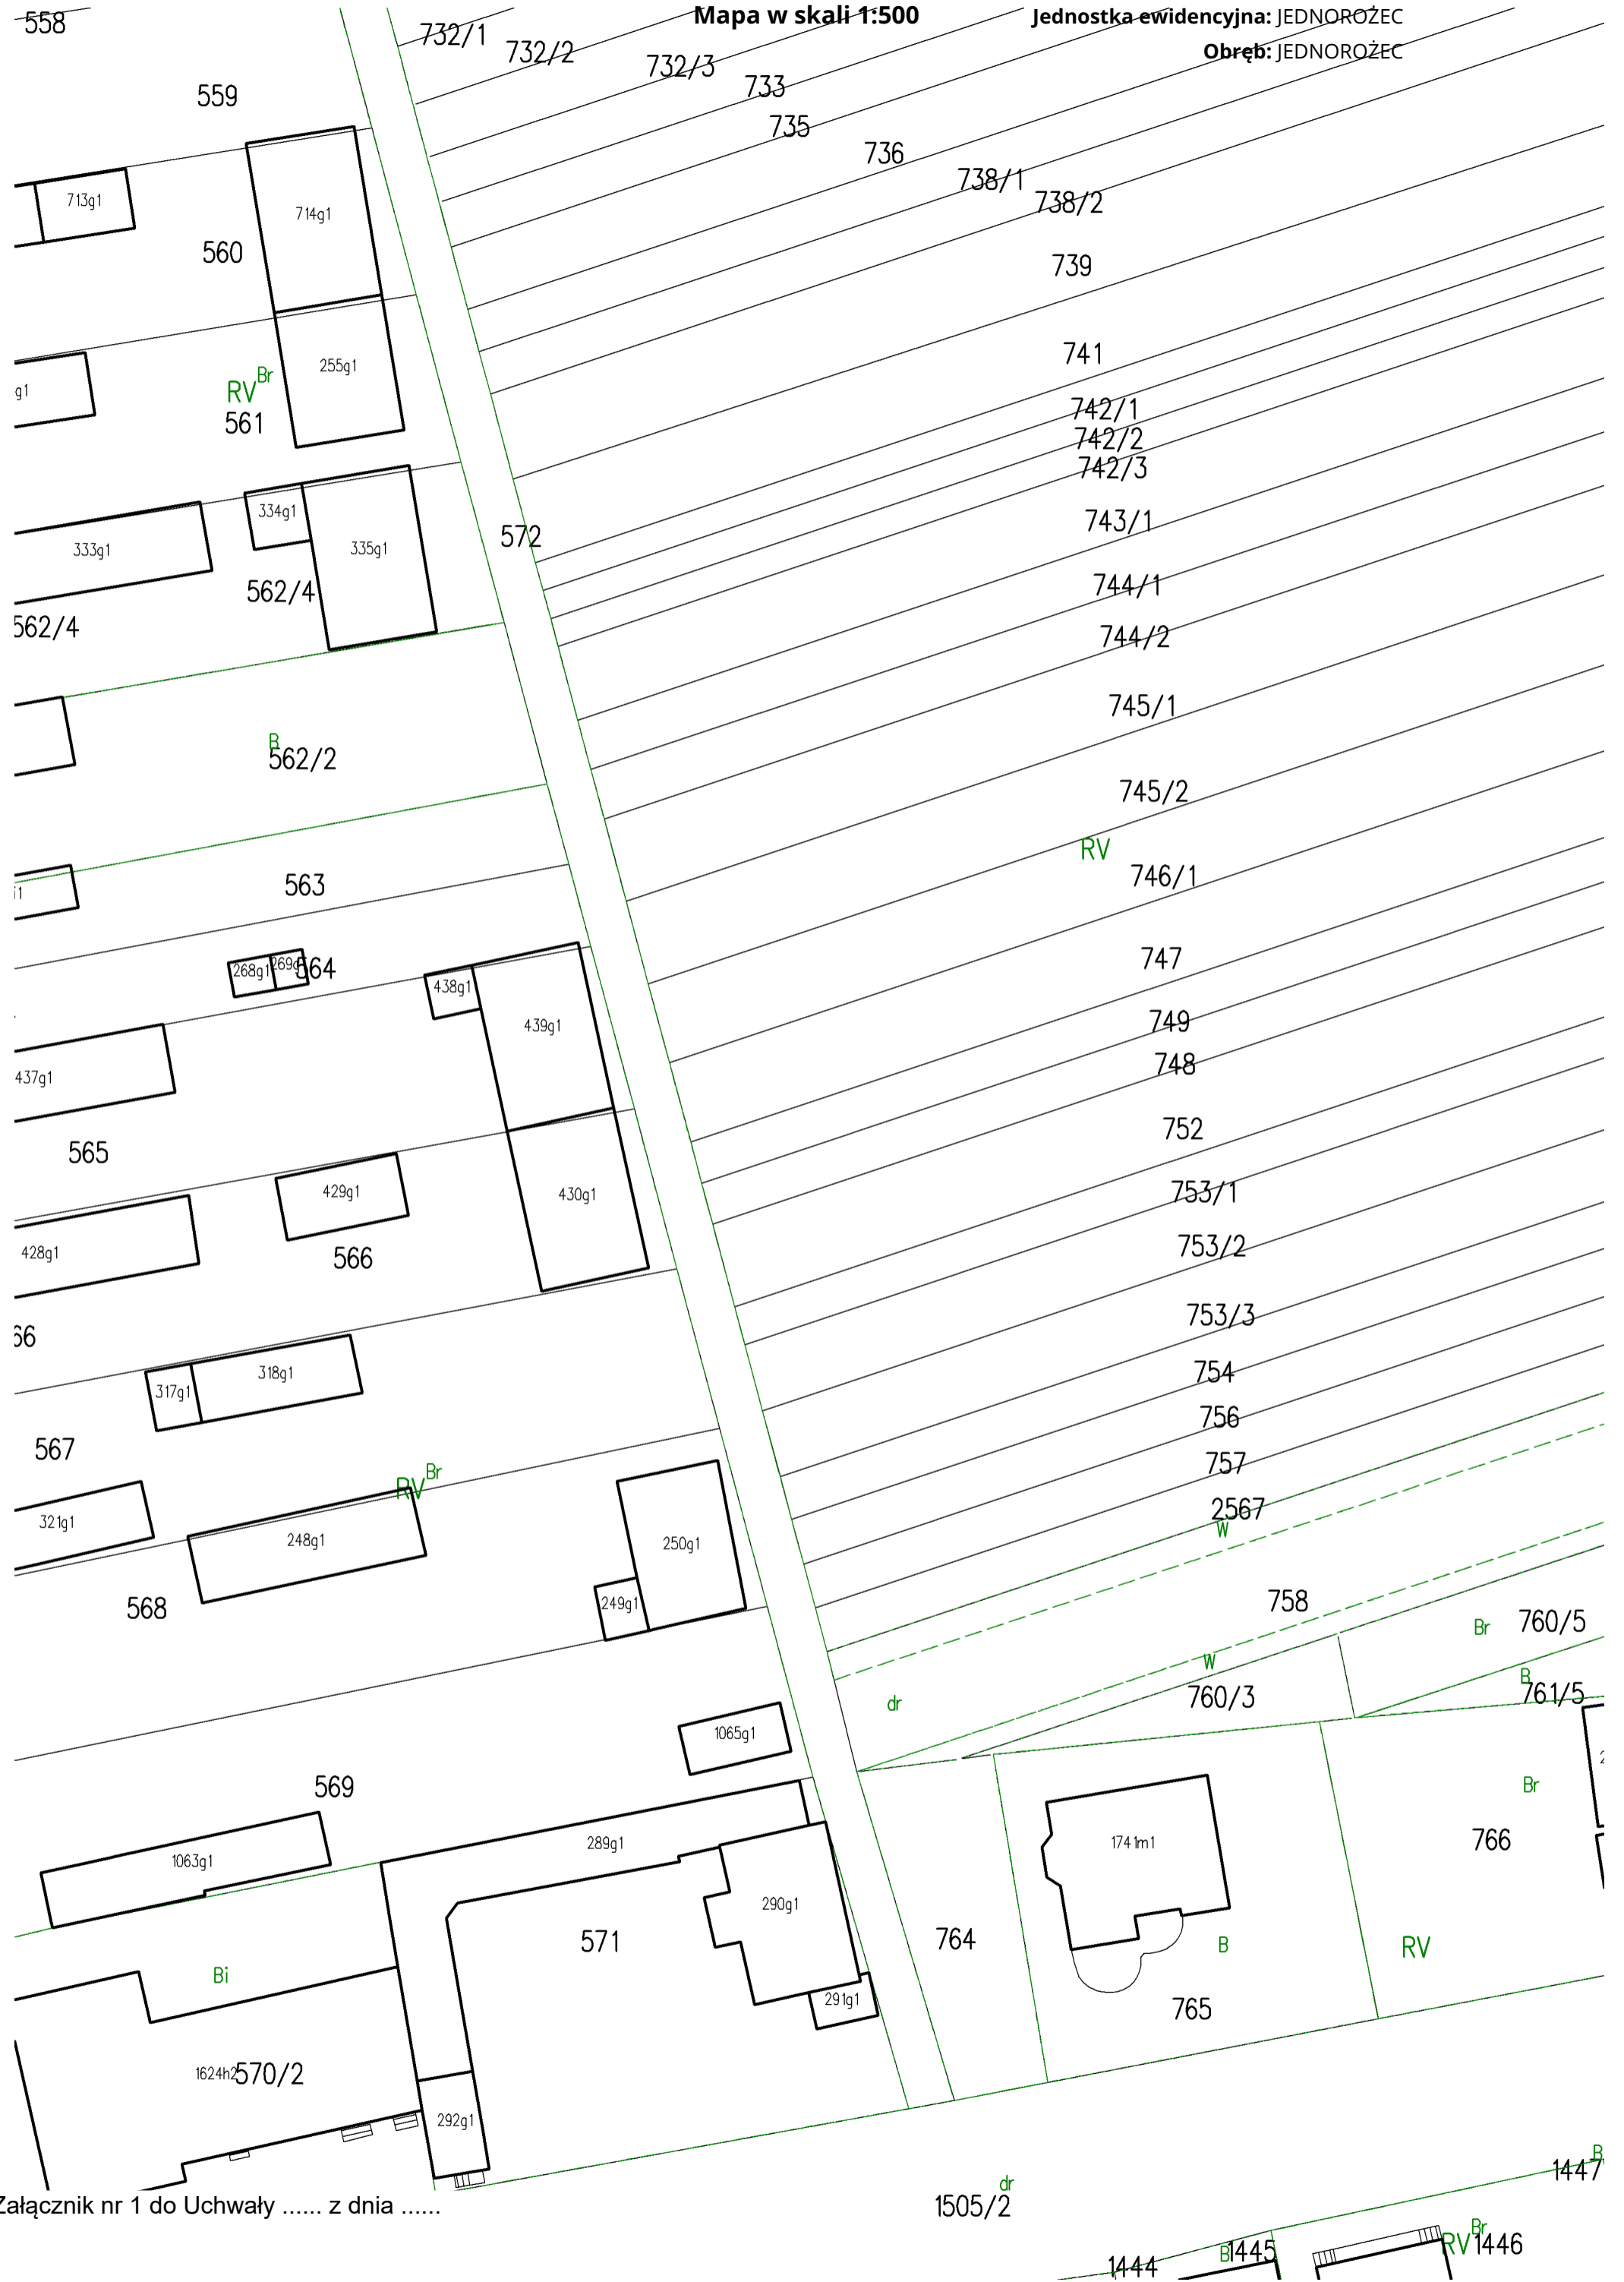 Mapa w skali 1:500
Jednostka ewidencyjna: JEDNOROŻEC
Obręb: JEDNOROŻEC
558
732/1
732/2
732/3
733
559
735
736
738/1
738/2
713g1
714g1
560
739
741
255g1
g1
RV Br
561
742/1
742/2
742/3
334g1
743/1
572
333g1
335g1
744/1
562/4
562/4
744/2
745/1
B
562/2
745/2
RV
746/1
563
747
268g1
269g1
564
438g1
749
439g1
748
437g1
752
565
753/1
429g1
430g1
753/2
428g1
566
753/3
66
754
318g1
317g1
756
567
757
RV Br
2567
W
321g1
248g1
250g1
758
249g1
568
Br
760/5
W
B
760/3
761/5
dr
1065g1
569
Br
289g1
1741m1
766
1063g1
290g1
571
764
B
RV
Bi
291g1
765
1624h2
570/2
292g1
B
1447
dr
1505/2
Załącznik nr 1 do Uchwały ...... z dnia ......
Br
RV
1446
B
1445
1444